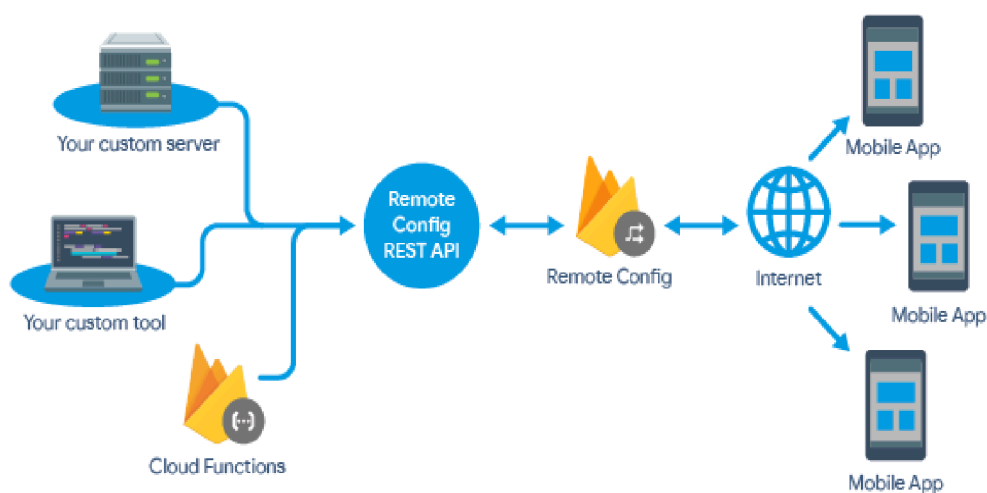 Your custom server
Your custom tool
Cloud Functions
Remote
Config
REST API
Remote Config
Internet
Mobile App
Mobile App
Mobile App